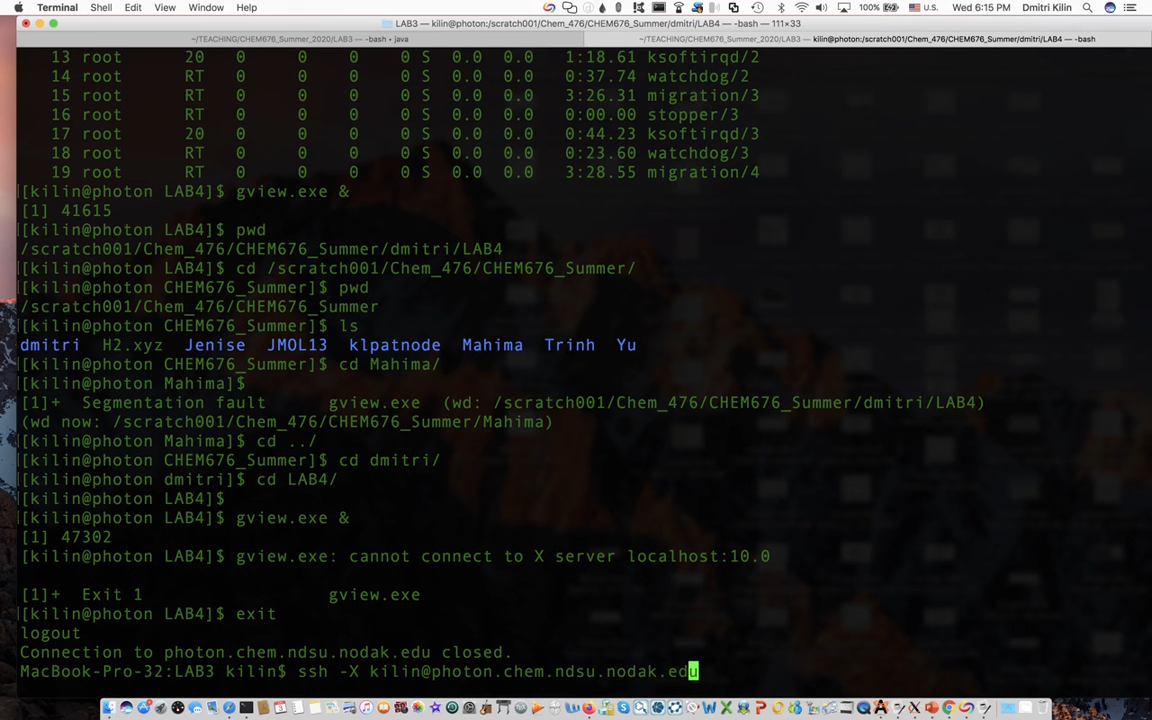 Terminal Shell Edit View Window Help 100% U.S. Wed 6:15 PM Dmitri Kilin
LAB3 — kilin@photon:/scratch001/Chem_476/CHEM676_Summer/dmitri/LAB4 — -bash — 111×33
~/TEACHING/CHEM676_Summer_2020/LAB3 — -bash • java ~/TEACHING/CHEM676_Summer_2020/LAB3 — kilin@photon:/scratch001/Chem_476/CHEM676_Summer/dmitri/LAB4 — -bash
13 root 20 0 0 0 S 0.0 0.0 1:18.61 ksoftirqd/2
14 root RT 0 0 0 S 0.0 0.0 0:37.74 watchdog/2
15 root RT 0 0 0 S 0.0 0.0 3:26.31 migration/3
16 root RT 0 0 0 S 0.0 0.0 0:00.00 stopper/3
17 root 20 0 0 0 S 0.0 0.0 0:44.23 ksoftirqd/3
18 root RT 0 0 0 S 0.0 0.0 0:23.60 watchdog/3
19 root RT 0 0 0 S 0.0 0.0 3:28.55 migration/4
[kilin@photon LAB4]$ gview.exe &
[1] 41615
[kilin@photon LAB4]$ pwd
/scratch001/Chem_476/CHEM676_Summer/dmitri/LAB4
[kilin@photon LAB4]$ cd /scratch001/Chem_476/CHEM676_Summer/
[kilin@photon CHEM676_Summer]$ pwd
/scratch001/Chem_476/CHEM676_Summer
[kilin@photon CHEM676_Summer]$ ls
dmitri H2.xyz Jenise JMOL13 klpatnode Mahima Trinh Yu
[kilin@photon CHEM676_Summer]$ cd Mahima/
[kilin@photon Mahima]$
[1]+ Segmentation fault gview.exe (wd: /scratch001/Chem_476/CHEM676_Summer/dmitri/LAB4)
(wd now: /scratch001/Chem_476/CHEM676_Summer/Mahima)
[kilin@photon Mahima]$ cd ../
[kilin@photon CHEM676_Summer]$ cd dmitri/
[kilin@photon dmitri]$ cd LAB4/
[kilin@photon LAB4]$
[kilin@photon LAB4]$ gview.exe &
[1] 47302
[kilin@photon LAB4]$ gview.exe: cannot connect to X server localhost:10.0
[1]+ Exit 1 gview.exe
[kilin@photon LAB4]$ exit
logout
Connection to photon.chem.ndsu.nodak.edu closed.
MacBook-Pro-32:LAB3 kilin$ ssh -X kilin@photon.chem.ndsu.nodak.edu